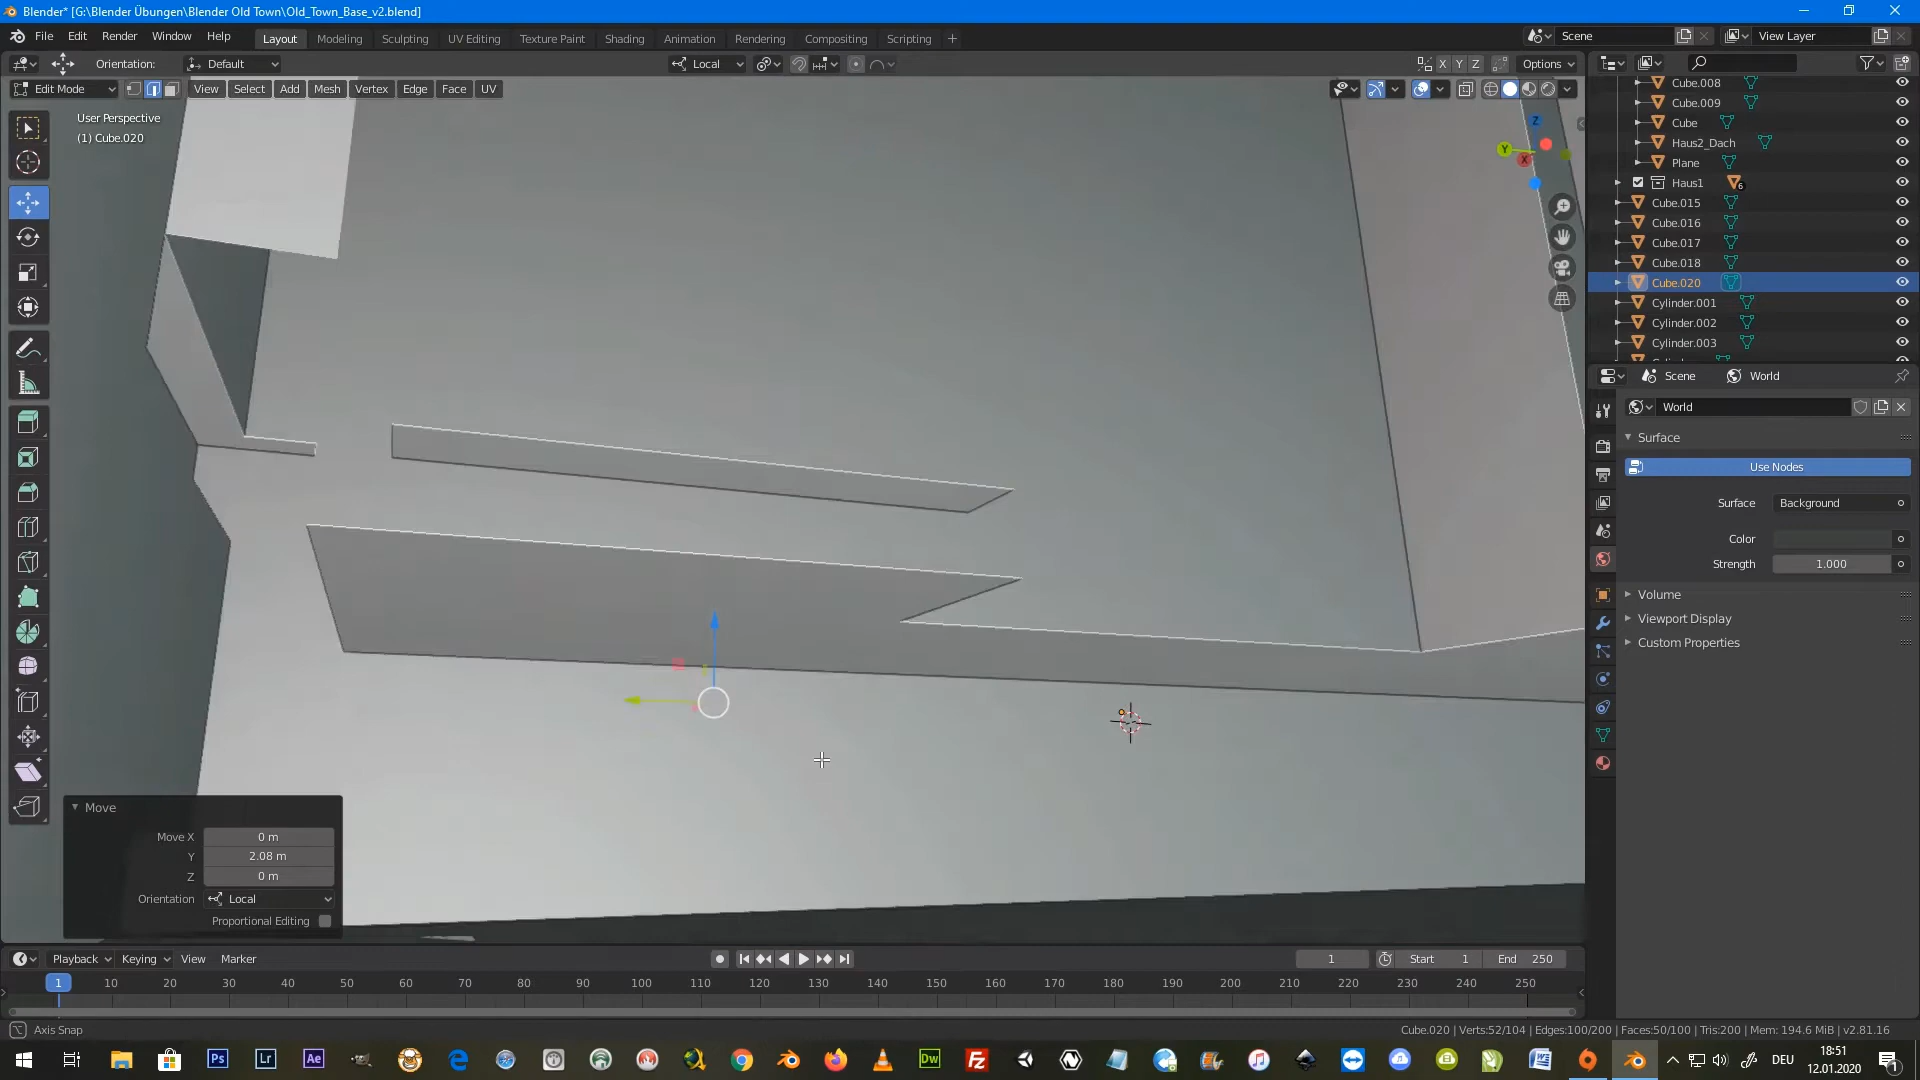 Blender* [G:\Blender Übungen\Blender Old Town\Old_Town_Base_v2.blend]
File Edit Render Window Help
Layout Modeling Sculpting UV Editing Texture Paint Shading Animation Rendering Compositing Scripting
Scene View Layer
Orientation: Default Local X Y Z Options
Edit Mode View Select Add Mesh Vertex Edge Face UV
User Perspective
(1) Cube.020
Z
Y
X
Cube.008
Cube.009
Cube
Haus2_Dach
Plane
Haus1 6
Cube.015
Cube.016
Cube.017
Cube.018
Cube.020
Cylinder.001
Cylinder.002
Cylinder.003
Scene World
World
Surface
Use Nodes
Surface Background
Color
Strength 1.000
Volume
Viewport Display
Custom Properties
Move
Move X 0 m
Y 2.08 m
Z 0 m
Orientation Local
Proportional Editing
Playback Keying View Marker 1 Start 1 End 250
1 10 20 30 40 50 60 70 80 90 100 110 120 130 140 150 160 170 180 190 200 210 220 230 240 250
Axis Snap
Cube.020 | Verts:52/104 | Edges:100/200 | Faces:50/100 | Tris:200 | Mem: 194.6 MiB | v2.81.16
Ps Lr Ae Dw DEU 18:51
12.01.2020 1